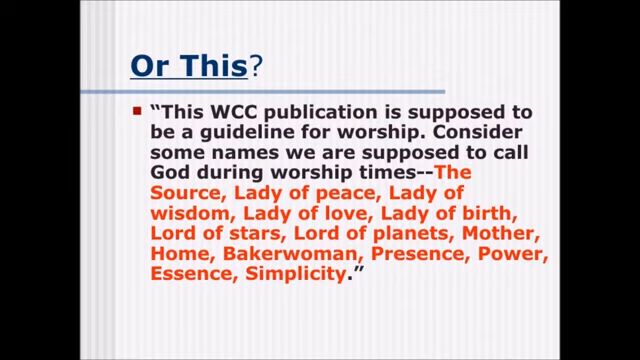 Or This?
“This WCC publication is supposed to
be a guideline for worship. Consider
some names we are supposed to call
God during worship times--The
Source, Lady of peace, Lady of
wisdom, Lady of love, Lady of birth,
Lord of stars, Lord of planets, Mother,
Home, Bakerwoman, Presence, Power,
Essence, Simplicity.”